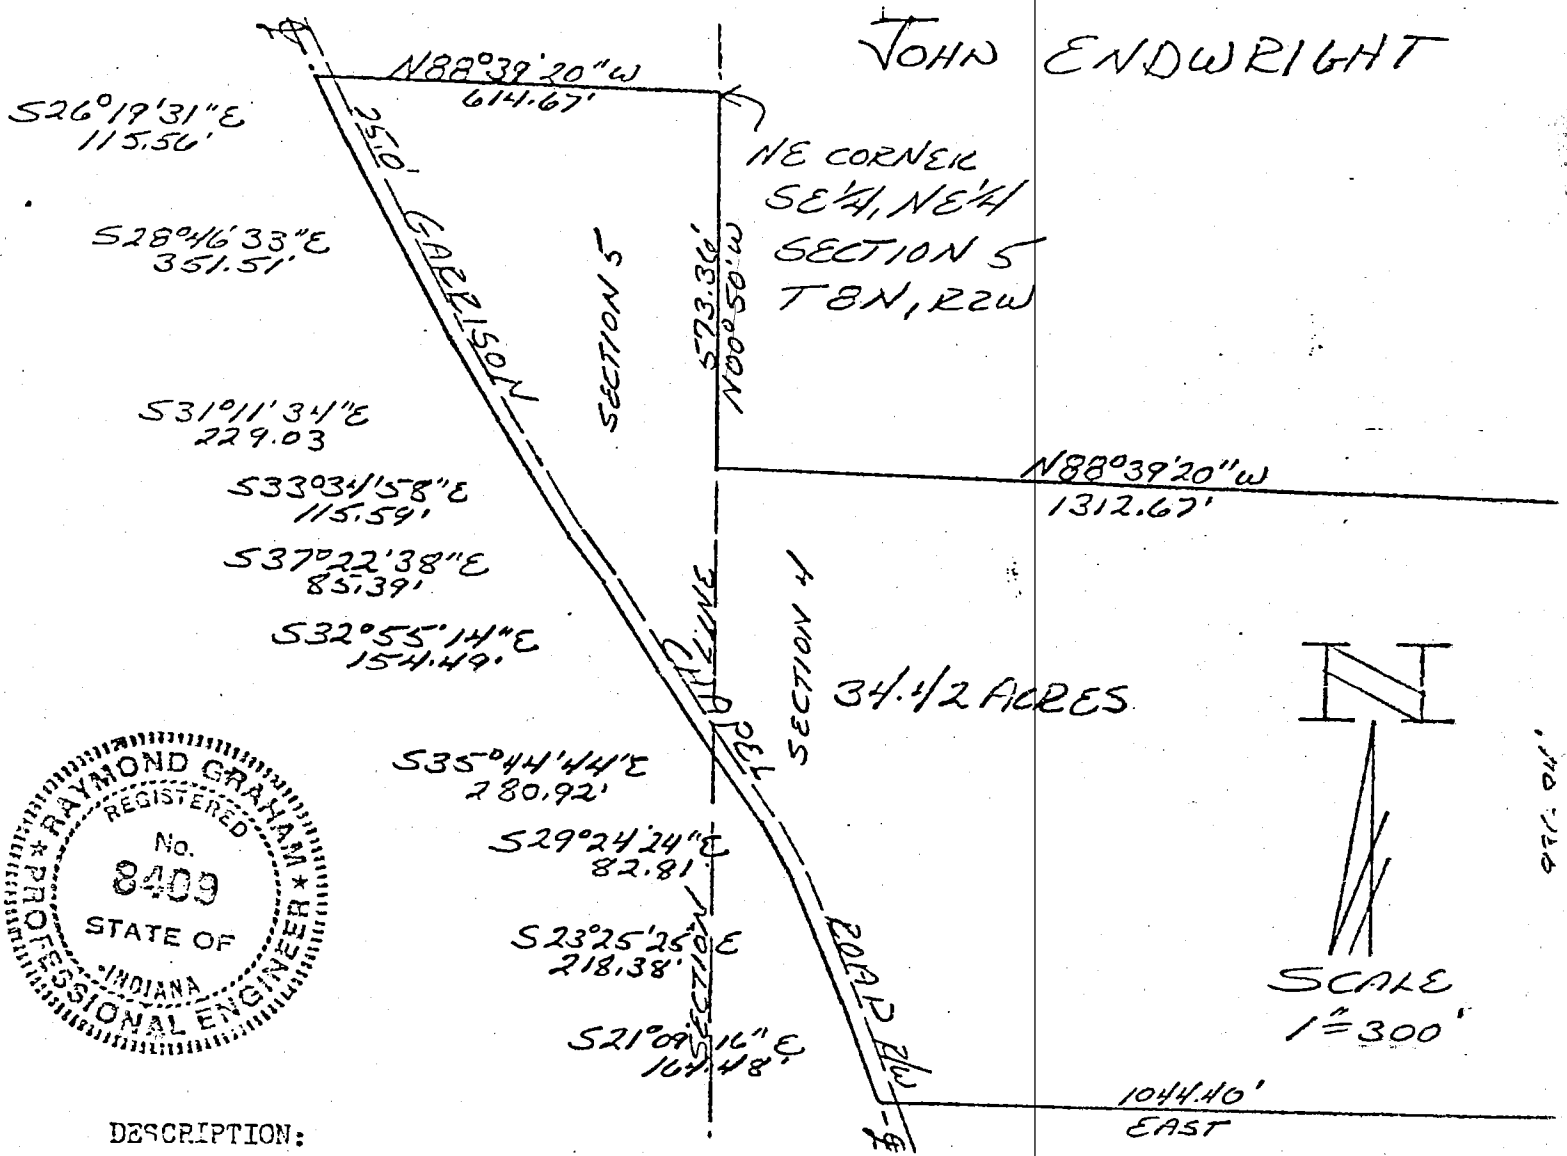 JOHN ENDWRIGHT
N88°39'20"W
614.67'
S26°19'31"E
115.56'
25.0'
NE CORNER
SE1/4, NE1/4
SECTION 5
T8N, R2W
S28°46'33"E
351.51'
GARRISON
SECTION 5
573.36'
N00°50'W
S31°11'34"E
229.03
N88°39'20"W
1312.67'
S33°34'58"E
115.59'
S37°22'38"E
85.39'
S32°55'14"E
154.49'
LINE
SECTION 4
34.42 ACRES
N
S35°44'44"E
280.92'
S29°24'24"E
82.81'
S23°25'25"E
218.38'
SECTION
S21°09'16"E
164.48'
ROAD R/W
SCALE
1"=300'
1044.40'
EAST
RAYMOND GRAHAM
REGISTERED
No.
8409
STATE OF
INDIANA
PROFESSIONAL ENGINEER
DESCRIPTION: